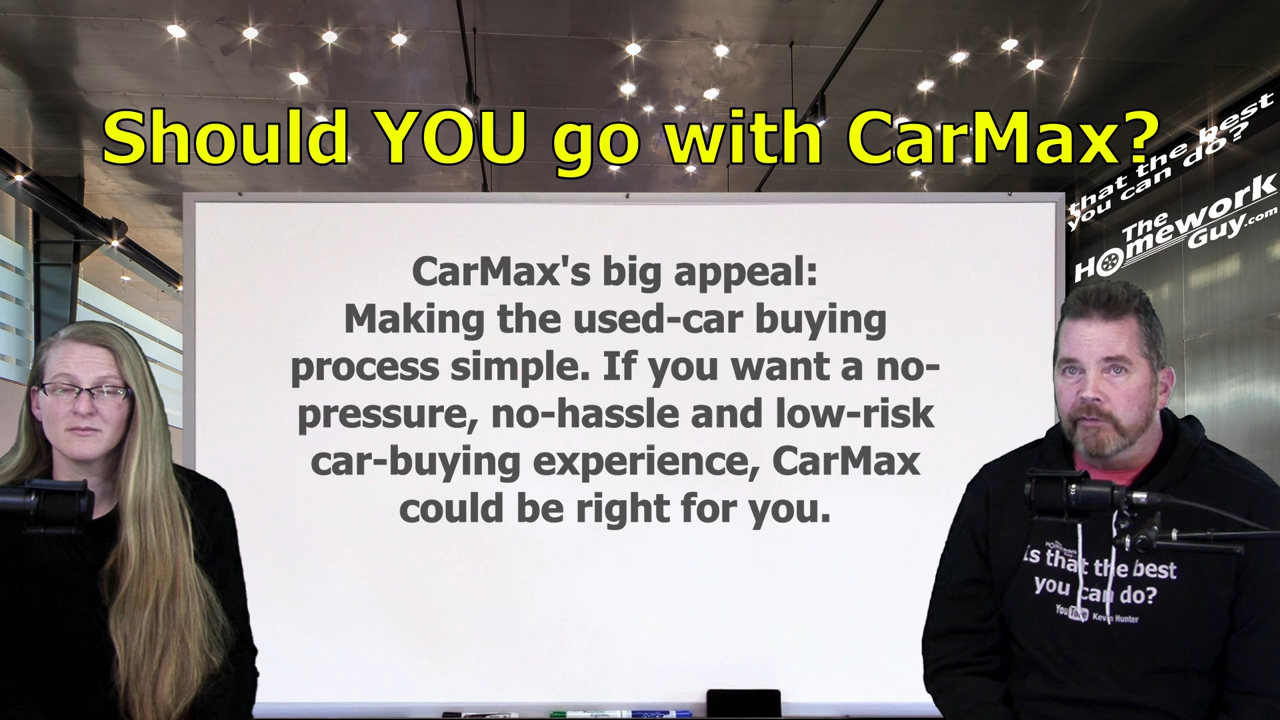 Should YOU go with CarMax?
that the best
you can do?
The
Homework
Guy.com
CarMax's big appeal:
Making the used-car buying
process simple. If you want a no-
pressure, no-hassle and low-risk
car-buying experience, CarMax
could be right for you.
is that the best
you can do?
YouTube Kevin Hunter